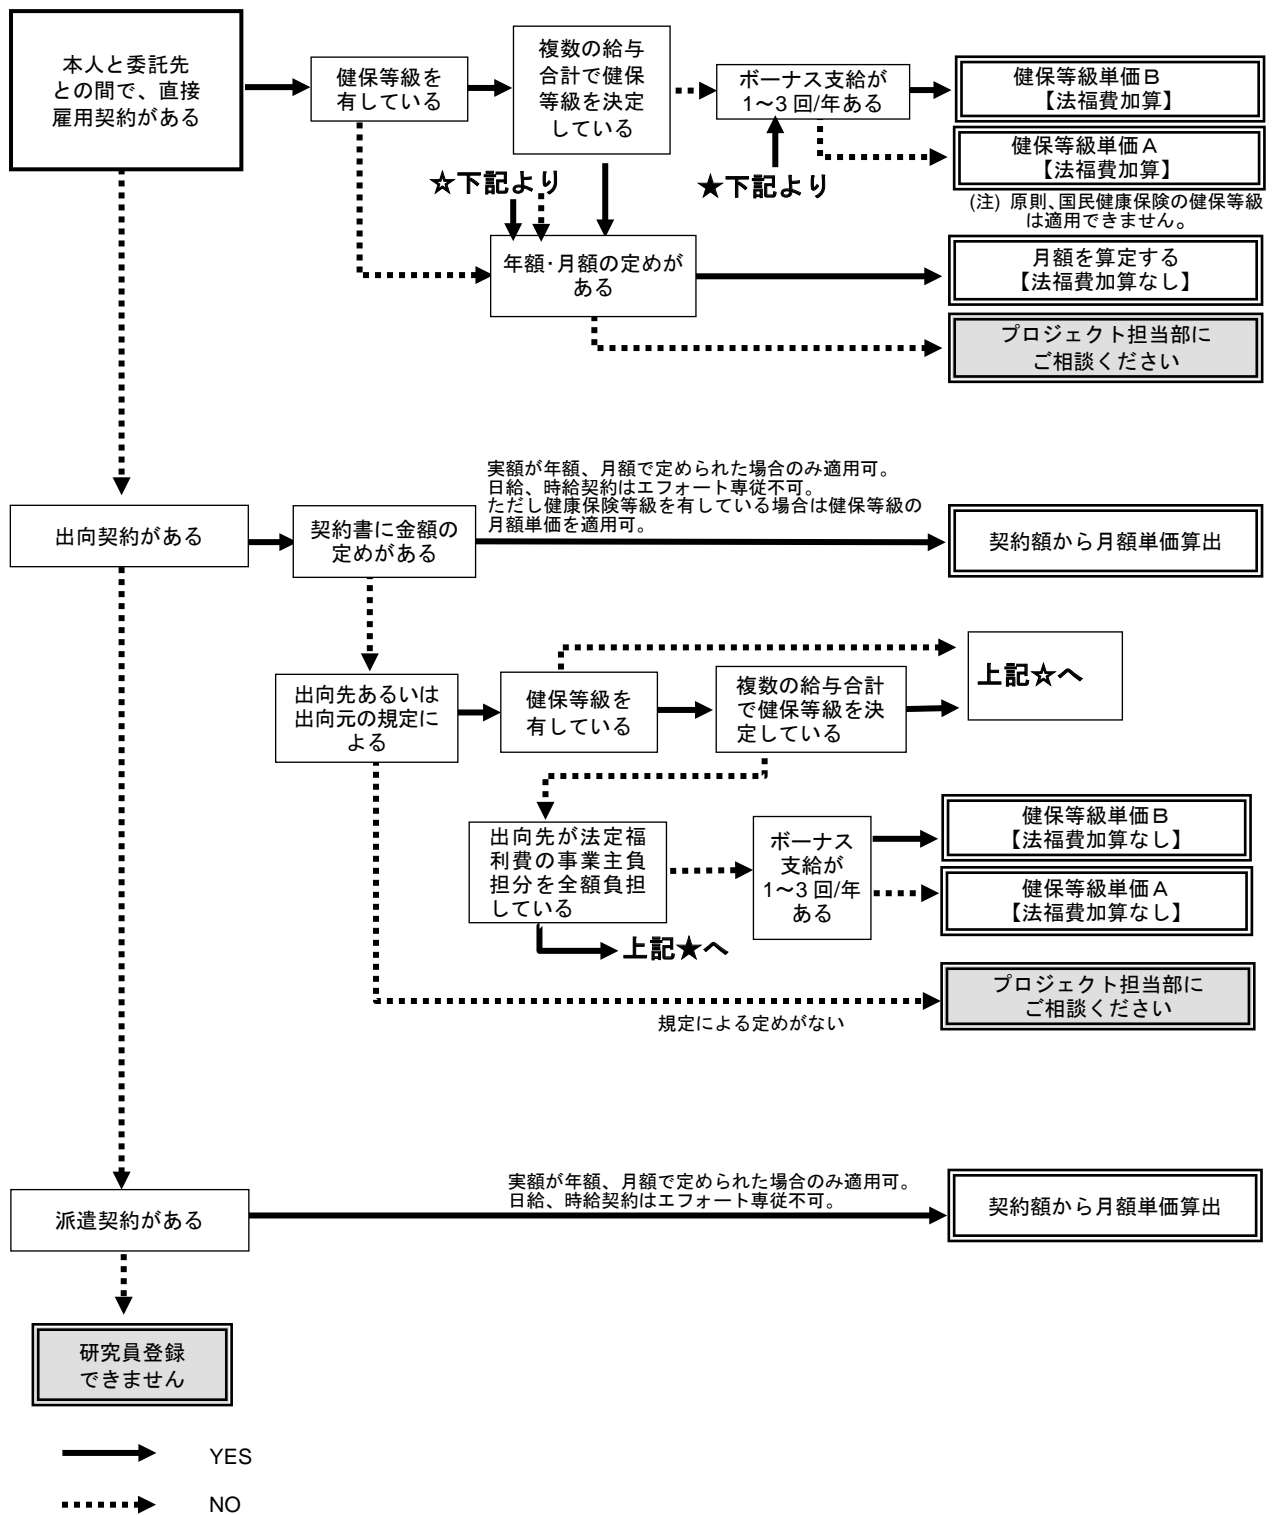 本人と委託先
との間で、直接
雇用契約がある
健保等級を
有している
複数の給与
合計で健保
等級を決定
している
ボーナス支給が
1～3 回/年ある
健保等級単価Ｂ
【法福費加算】
健保等級単価Ａ
【法福費加算】
(注) 原則、国民健康保険の健保等級
は適用できません。
☆下記より
★下記より
年額･月額の定めが
ある
月額を算定する
【法福費加算なし】
プロジェクト担当部に
ご相談ください
出向契約がある
契約書に金額の
定めがある
実額が年額、月額で定められた場合のみ適用可。
日給、時給契約はエフォート専従不可。
ただし健康保険等級を有している場合は健保等級の
月額単価を適用可。
契約額から月額単価算出
出向先あるいは
出向元の規定に
よる
健保等級を
有している
複数の給与合計
で健保等級を決
定している
上記☆へ
出向先が法定福
利費の事業主負
担分を全額負担
している
ボーナス
支給が
1～3 回/年
ある
健保等級単価Ｂ
【法福費加算なし】
健保等級単価Ａ
【法福費加算なし】
上記★へ
プロジェクト担当部に
ご相談ください
規定による定めがない
派遣契約がある
実額が年額、月額で定められた場合のみ適用可。
日給、時給契約はエフォート専従不可。
契約額から月額単価算出
研究員登録
できません
YES
NO